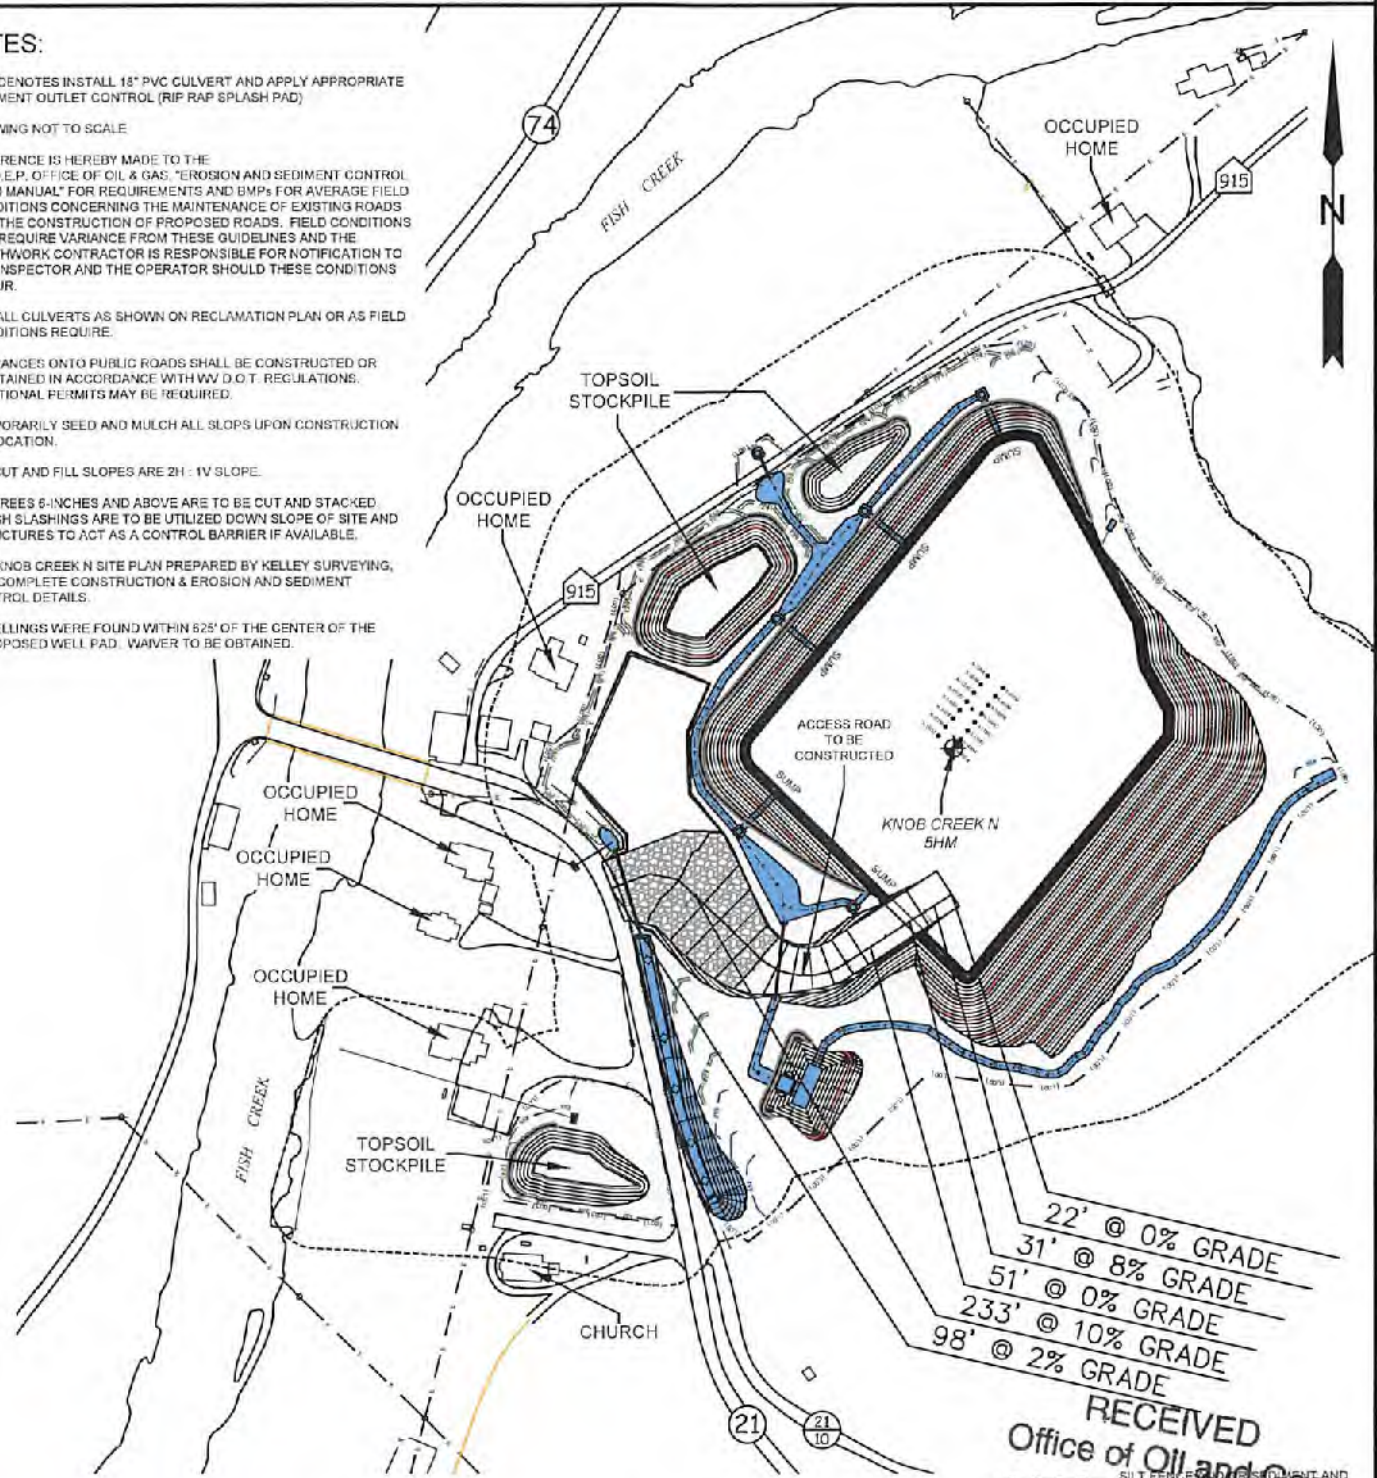 TES:
DENOTES INSTALL 18" PVC CULVERT AND APPLY APPROPRIATE
MENT OUTLET CONTROL (RIP RAP SPLASH PAD)
WING NOT TO SCALE
RENCE IS HEREBY MADE TO THE
.E.P. OFFICE OF OIL & GAS, "EROSION AND SEDIMENT CONTROL
MANUAL" FOR REQUIREMENTS AND BMPs FOR AVERAGE FIELD
DITIONS CONCERNING THE MAINTENANCE OF EXISTING ROADS
THE CONSTRUCTION OF PROPOSED ROADS. FIELD CONDITIONS
REQUIRE VARIANCE FROM THESE GUIDELINES AND THE
HWORK CONTRACTOR IS RESPONSIBLE FOR NOTIFICATION TO
INSPECTOR AND THE OPERATOR SHOULD THESE CONDITIONS
UR.
ALL CULVERTS AS SHOWN ON RECLAMATION PLAN OR AS FIELD
DITIONS REQUIRE.
ANCES ONTO PUBLIC ROADS SHALL BE CONSTRUCTED OR
TAINED IN ACCORDANCE WITH WV D.O.T. REGULATIONS.
TIONAL PERMITS MAY BE REQUIRED.
PORARILY SEED AND MULCH ALL SLOPS UPON CONSTRUCTION
OCATION.
UT AND FILL SLOPES ARE 2H : 1V SLOPE.
REES 6-INCHES AND ABOVE ARE TO BE CUT AND STACKED.
SH SLASHINGS ARE TO BE UTILIZED DOWN SLOPE OF SITE AND
CTURES TO ACT AS A CONTROL BARRIER IF AVAILABLE.
KNOB CREEK N SITE PLAN PREPARED BY KELLEY SURVEYING,
COMPLETE CONSTRUCTION & EROSION AND SEDIMENT
TROL DETAILS.
ELLINGS WERE FOUND WITHIN 625' OF THE CENTER OF THE
POSED WELL PAD. WAIVER TO BE OBTAINED.
74
FISH CREEK
OCCUPIED
HOME
915
N
TOPSOIL
STOCKPILE
SUMP
OCCUPIED
HOME
SUMP
915
SUMP
ACCESS ROAD
TO BE
CONSTRUCTED
SUMP
KNOB CREEK N
5HM
OCCUPIED
HOME
OCCUPIED
HOME
SUMP
OCCUPIED
HOME
FISH CREEK
TOPSOIL
STOCKPILE
CHURCH
22' @ 0% GRADE
31' @ 8% GRADE
51' @ 0% GRADE
233' @ 10% GRADE
98' @ 2% GRADE
21
21
10
RECEIVED
Office of Oil and